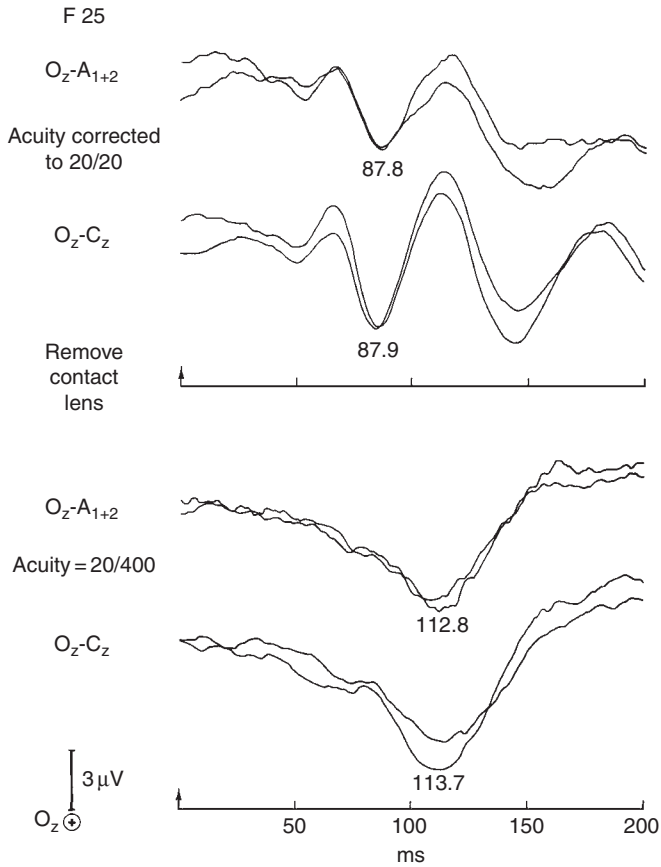 F 25
Oz-A1+2
Acuity corrected
to 20/20
87.8
Oz-Cz
87.9
Remove
contact
lens
Oz-A1+2
Acuity = 20/400
112.8
Oz-Cz
113.7
3 μV
Oz ⊕
50 100 150 200
ms